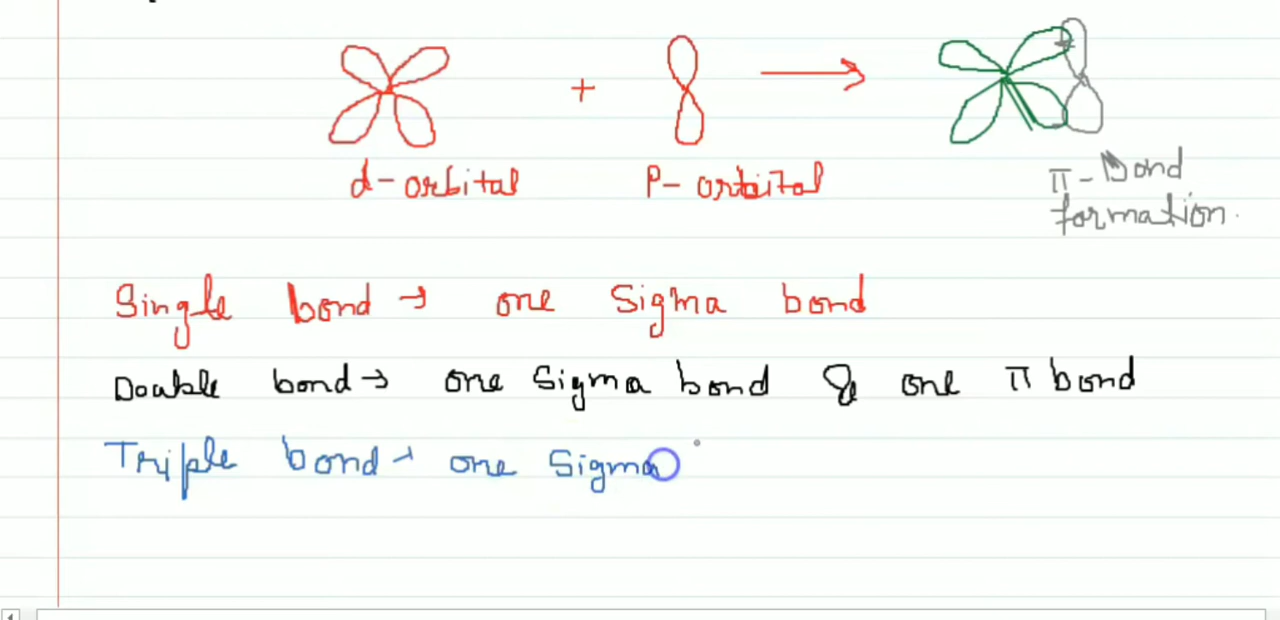 +
d-orbital
P-orbital
π-Bond
formation.
Single bond → one Sigma bond
Double bond → one Sigma bond & one π bond
Triple bond → one Sigma